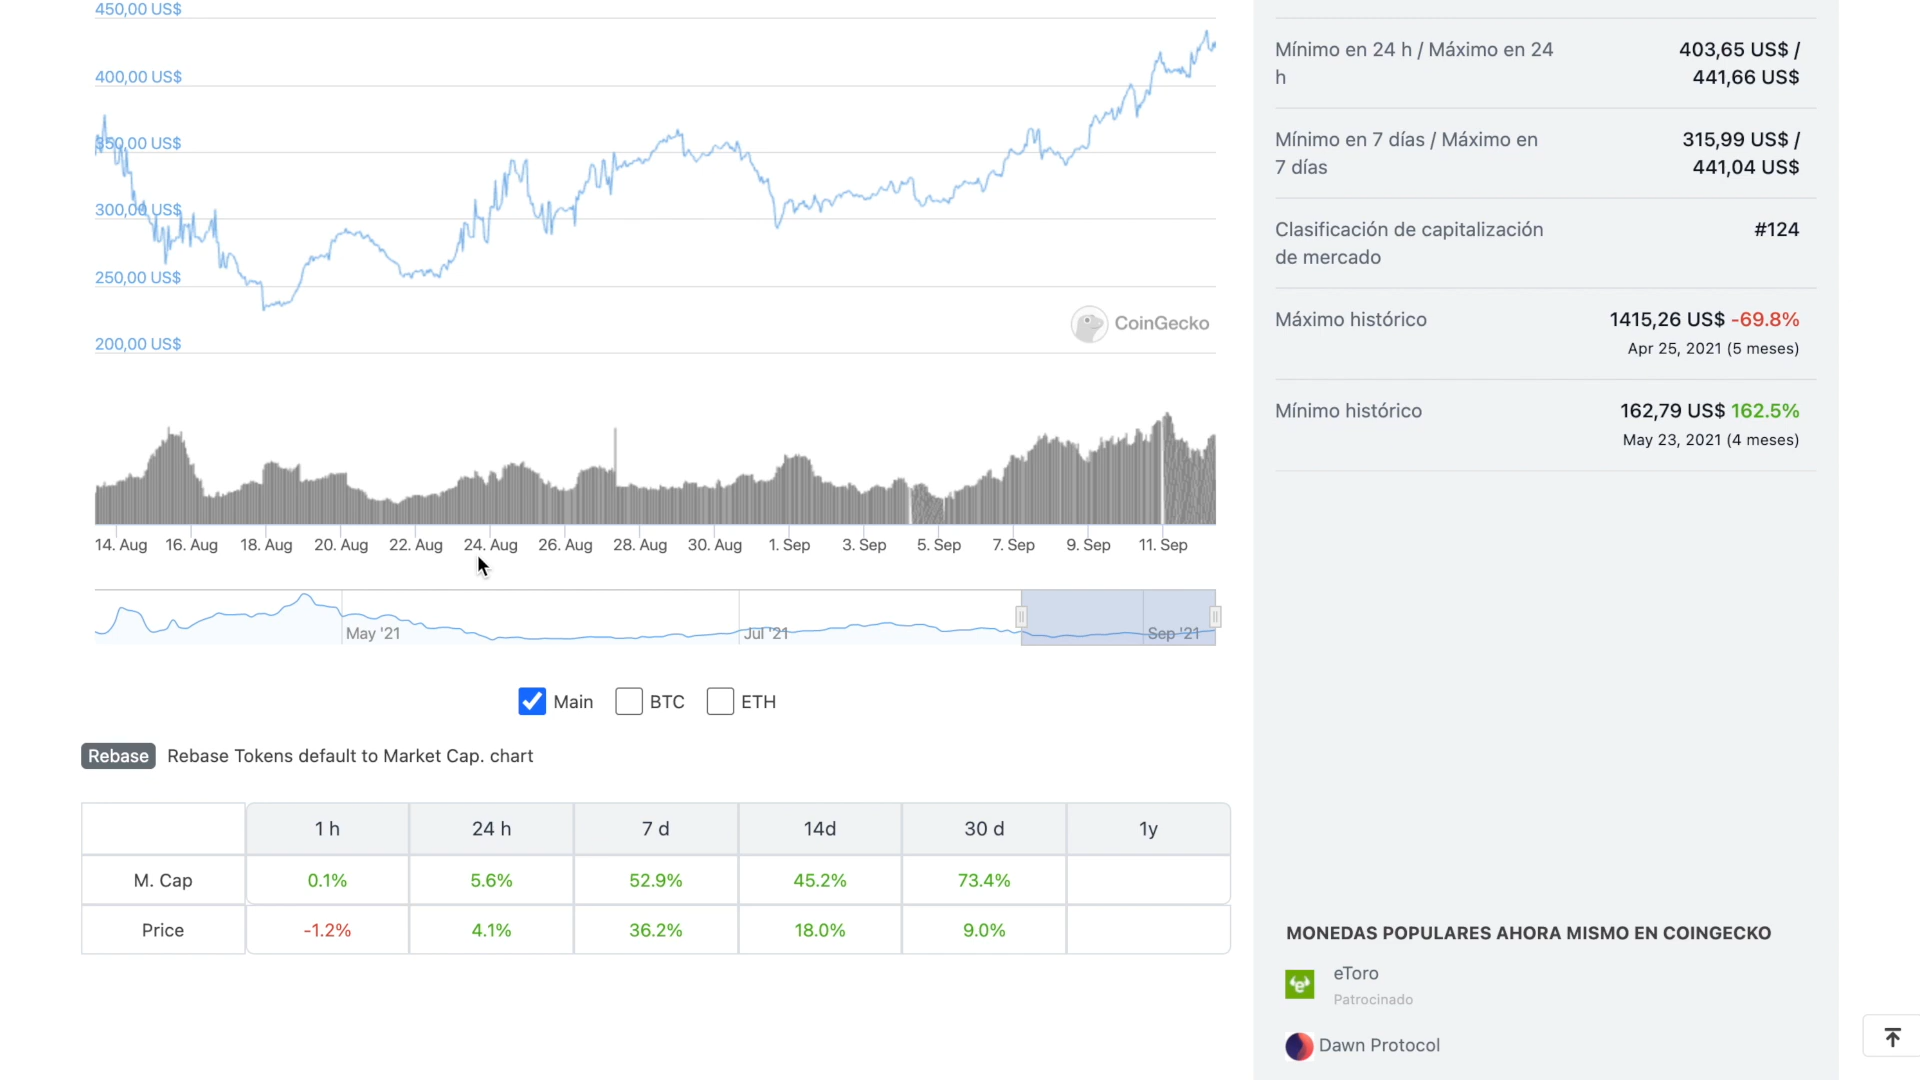 450,00 US$
400,00 US$
350,00 US$
300,00 US$
250,00 US$
200,00 US$
CoinGecko
14. Aug 16. Aug 18. Aug 20. Aug 22. Aug 24. Aug 26. Aug 28. Aug 30. Aug 1. Sep 3. Sep 5. Sep 7. Sep 9. Sep 11. Sep
May '21 Jul '21 Sep '21
Main BTC ETH
Rebase Rebase Tokens default to Market Cap. chart
1 h 24 h 7 d 14d 30 d 1y
M. Cap 0.1% 5.6% 52.9% 45.2% 73.4%
Price -1.2% 4.1% 36.2% 18.0% 9.0%
Mínimo en 24 h / Máximo en 24
h
403,65 US$ /
441,66 US$
Mínimo en 7 días / Máximo en
7 días
315,99 US$ /
441,04 US$
Clasificación de capitalización
de mercado
#124
Máximo histórico
1415,26 US$ -69.8%
Apr 25, 2021 (5 meses)
Mínimo histórico
162,79 US$ 162.5%
May 23, 2021 (4 meses)
MONEDAS POPULARES AHORA MISMO EN COINGECKO
eToro
Patrocinado
Dawn Protocol